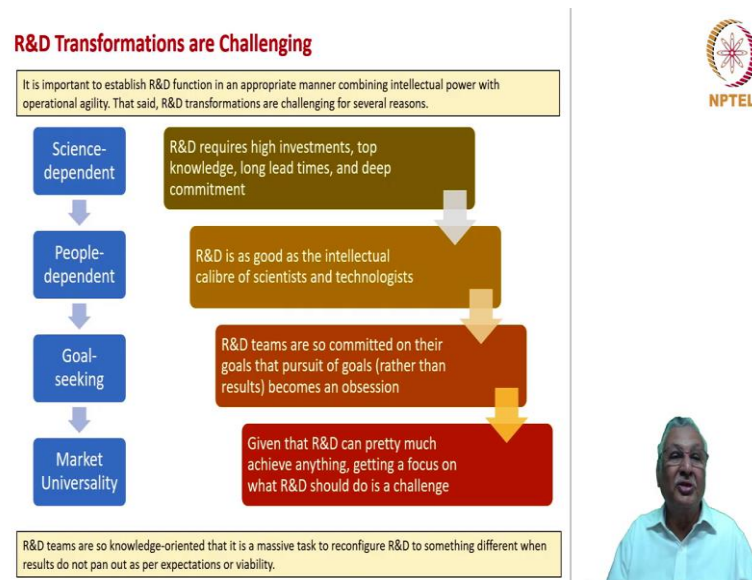 R&D Transformations are Challenging
It is important to establish R&D function in an appropriate manner combining intellectual power with
operational agility. That said, R&D transformations are challenging for several reasons.
NPTEL
Science-
dependent
R&D requires high investments, top
knowledge, long lead times, and deep
commitment
People-
dependent
R&D is as good as the intellectual
calibre of scientists and technologists
Goal-
seeking
R&D teams are so committed on their
goals that pursuit of goals (rather than
results) becomes an obsession
Market
Universality
Given that R&D can pretty much
achieve anything, getting a focus on
what R&D should do is a challenge
R&D teams are so knowledge-oriented that it is a massive task to reconfigure R&D to something different when
results do not pan out as per expectations or viability.